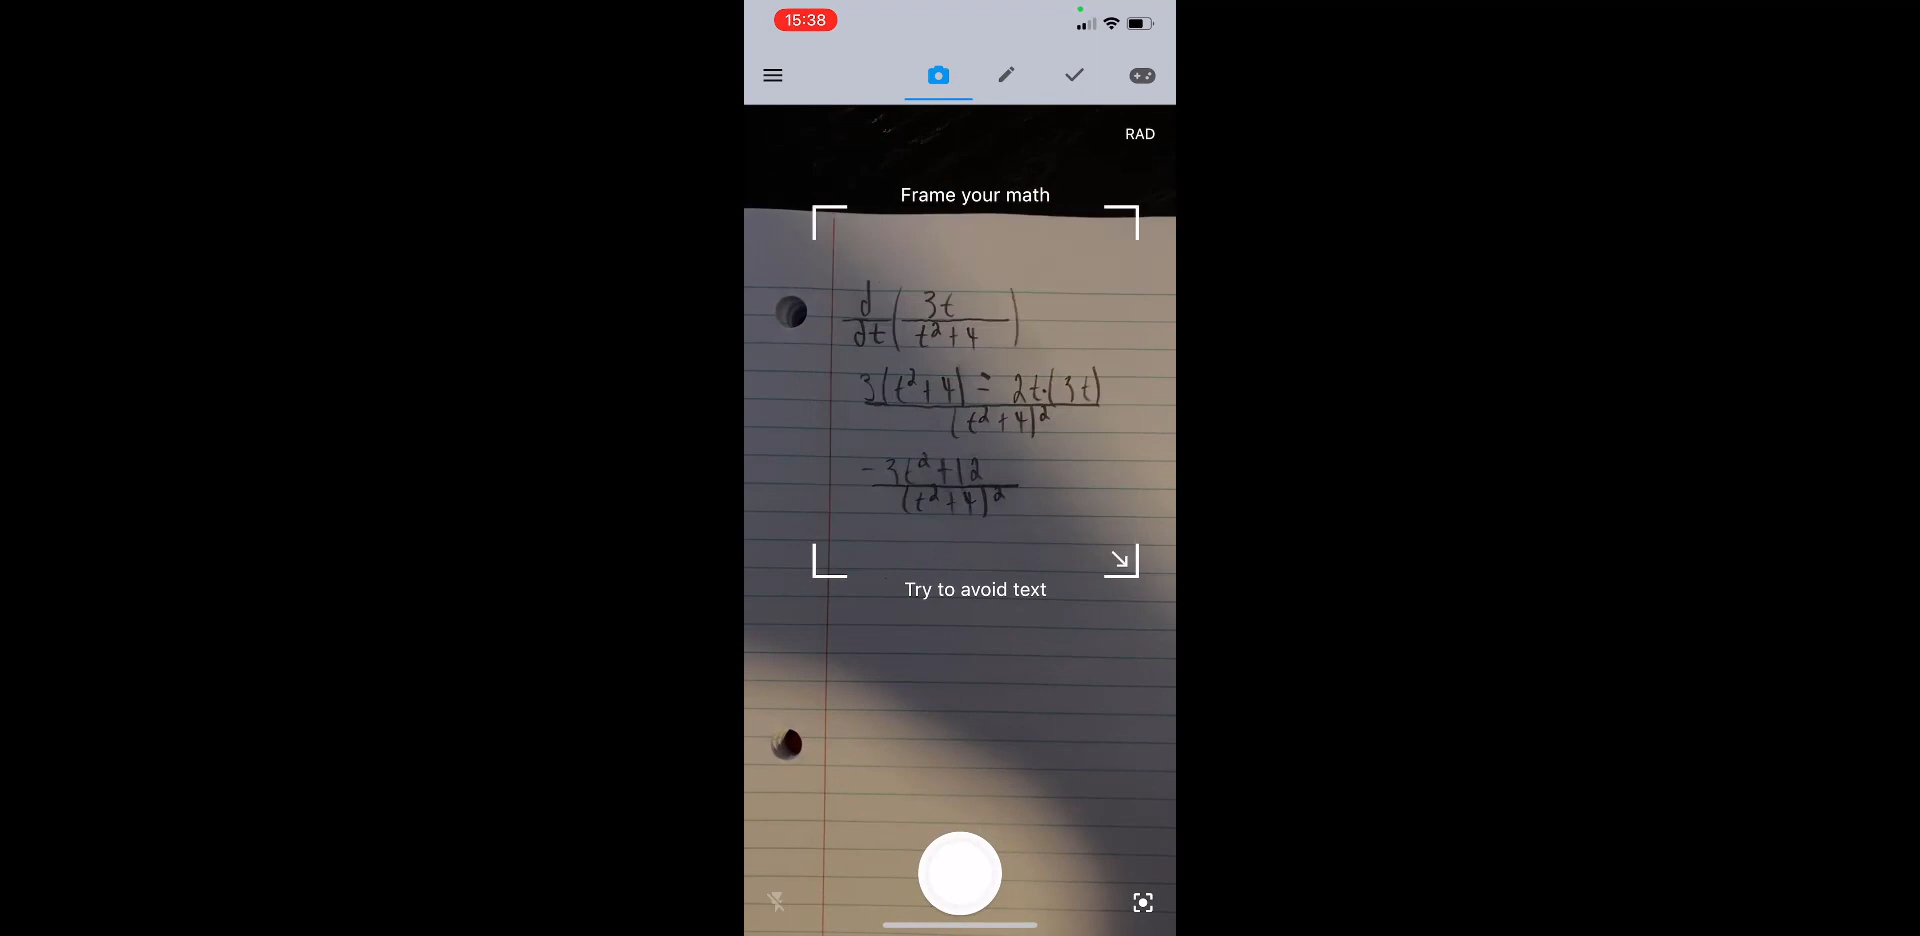 15:38
RAD
Frame your math
d/dt (3t/(t²+4))
(3(t²+4) - 2t·(3t))/(t²+4)²
(-3t²+12)/(t²+4)²
Try to avoid text